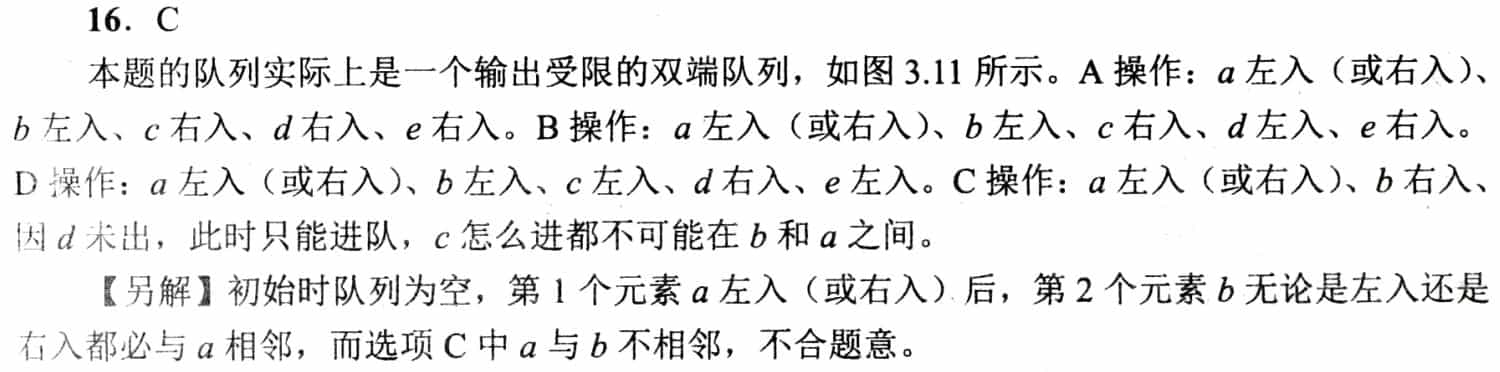 16．C
本题的队列实际上是一个输出受限的双端队列，如图 3.11 所示。A 操作：a 左入（或右入）、
b 左入、c 右入、d 右入、e 右入。B 操作：a 左入（或右入）、b 左入、c 右入、d 左入、e 右入。
D 操作：a 左入（或右入）、b 左入、c 左入、d 右入、e 左入。C 操作：a 左入（或右入）、b 右入、
因 d 未出，此时只能进队，c 怎么进都不可能在 b 和 a 之间。
【另解】初始时队列为空，第 1 个元素 a 左入（或右入）后，第 2 个元素 b 无论是左入还是
右入都必与 a 相邻，而选项 C 中 a 与 b 不相邻，不合题意。